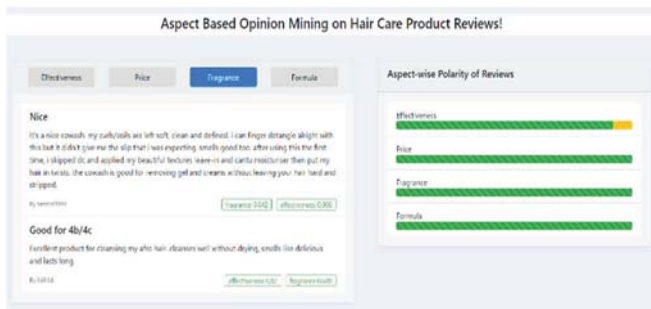 Aspect Based Opinion Mining on Hair Care Product Reviews!
Effectiveness Price Fragrance Formula
Nice
It's a nice cowash. my curls/coils are left soft, clean and defined. i can finger detangle alright with
this but it didn't give me the slip that i was expecting. smells good too. after using this the first
time, i skipped dc and applied my beautiful textures leave-in and cantu moisturiser then put my
hair in twists. the cowash is good for removing gel and creams without leaving your hair hard and
stripped.
By
fragrance effectiveness
Good for 4b/4c
Excellent product for cleansing my afro hair. cleanses well without drying, smells like delicious
and lasts long.
By
effectiveness fragrance
Aspect-wise Polarity of Reviews
Effectiveness
Price
Fragrance
Formula